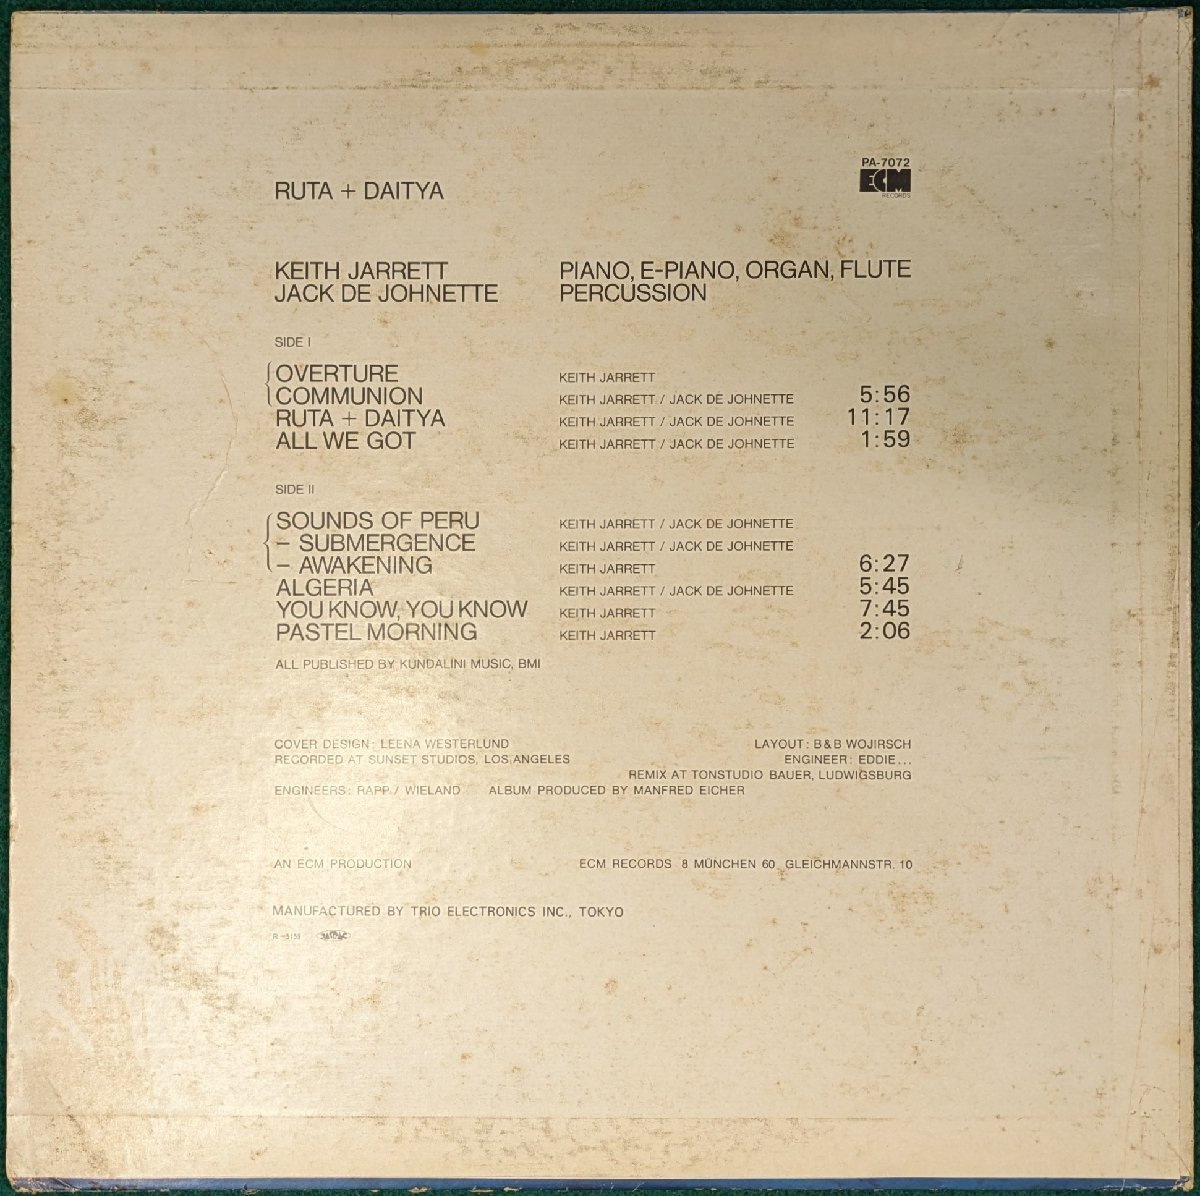 PA-7072
ECM
RECORDS
RUTA + DAITYA
KEITH JARRETT PIANO, E-PIANO, ORGAN, FLUTE
JACK DE JOHNETTE PERCUSSION
SIDE I
OVERTURE KEITH JARRETT
COMMUNION KEITH JARRETT / JACK DE JOHNETTE 5:56
RUTA + DAITYA KEITH JARRETT / JACK DE JOHNETTE 11:17
ALL WE GOT KEITH JARRETT / JACK DE JOHNETTE 1:59
SIDE II
SOUNDS OF PERU KEITH JARRETT / JACK DE JOHNETTE
– SUBMERGENCE KEITH JARRETT / JACK DE JOHNETTE
– AWAKENING KEITH JARRETT 6:27
ALGERIA KEITH JARRETT / JACK DE JOHNETTE 5:45
YOU KNOW, YOU KNOW KEITH JARRETT 7:45
PASTEL MORNING KEITH JARRETT 2:06
ALL PUBLISHED BY KUNDALINI MUSIC, BMI
COVER DESIGN: LEENA WESTERLUND LAYOUT: B & B WOJIRSCH
RECORDED AT SUNSET STUDIOS, LOS ANGELES ENGINEER: EDDIE...
REMIX AT TONSTUDIO BAUER, LUDWIGSBURG
ENGINEERS: RAPP / WIELAND ALBUM PRODUCED BY MANFRED EICHER
AN ECM PRODUCTION ECM RECORDS 8 MÜNCHEN 60, GLEICHMANNSTR. 10
MANUFACTURED BY TRIO ELECTRONICS INC., TOKYO